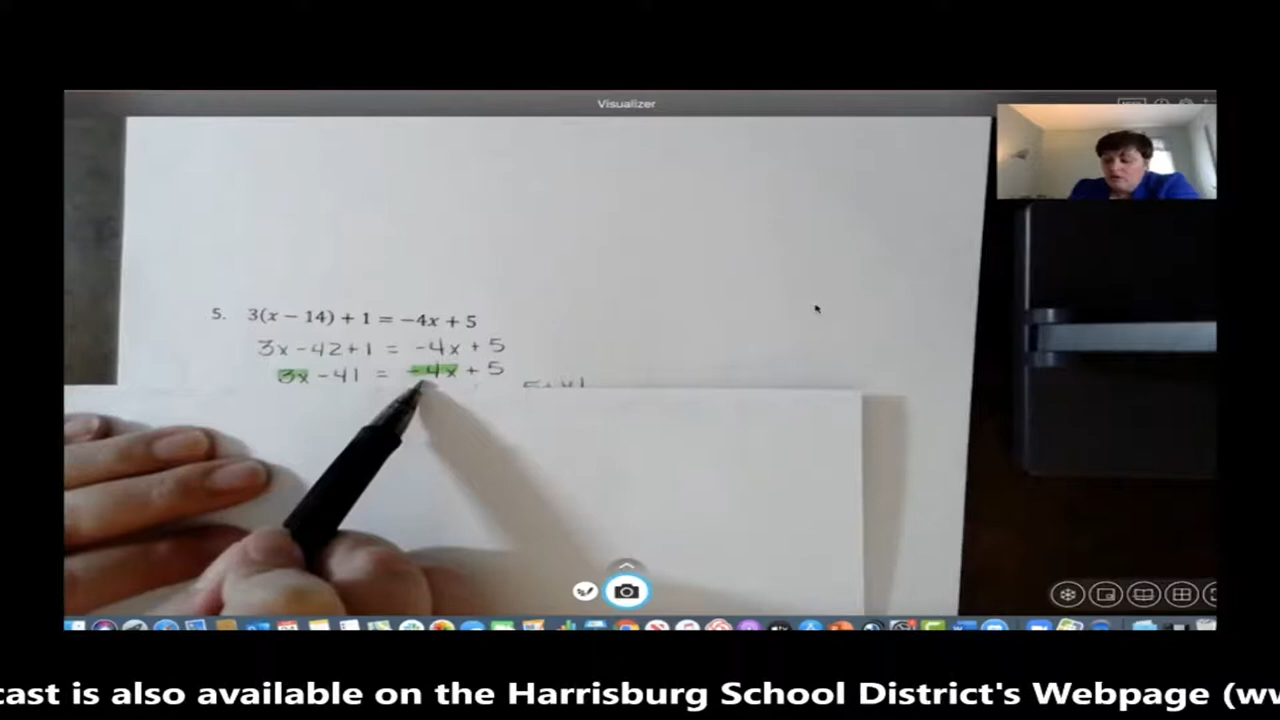 Visualizer
5. 3(x − 14) + 1 = −4x + 5
3x - 42 + 1 = -4x + 5
3x - 41 = -4x + 5
cast is also available on the Harrisburg School District's Webpage (